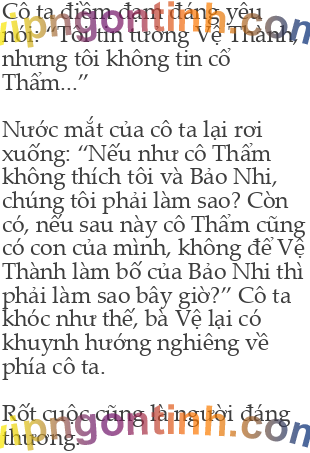 Cô ta điềm đạm đáng yêu
nói: “Tôi tin tưởng Vệ Thành,
nhưng tôi không tin cổ
Thẩm...”
Nước mắt của cô ta lại rơi
xuống: “Nếu như cô Thẩm
không thích tôi và Bảo Nhi,
chúng tôi phải làm sao? Còn
có, nếu sau này cô Thẩm cũng
có con của mình, không để Vệ
Thành làm bố của Bảo Nhi thì
phải làm sao bây giờ?” Cô ta
khóc như thế, bà Vệ lại có
khuynh hướng nghiêng về
phía cô ta.
Rốt cuộc cũng là người đáng
thương.
vipngontinh.com
vipngontinh.com